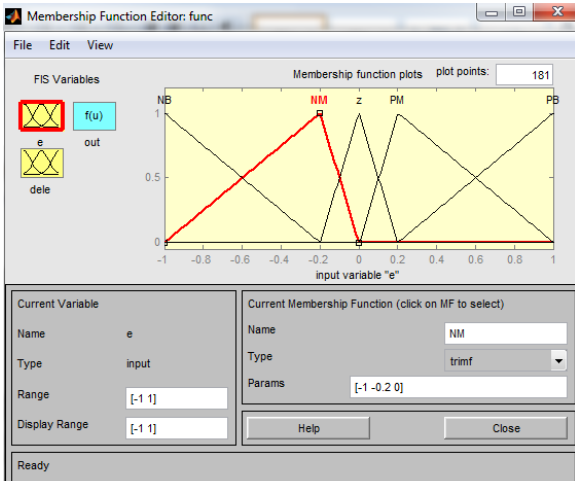 Membership Function Editor: func
File Edit View
FIS Variables
Membership function plots plot points: 181
f(u)
e out
dele
NB NM z PM PB
1
0.5
0
-1 -0.8 -0.6 -0.4 -0.2 0 0.2 0.4 0.6 0.8 1
input variable "e"
Current Variable
Name e
Type input
Range [-1 1]
Display Range [-1 1]
Current Membership Function (click on MF to select)
Name NM
Type trimf
Params [-1 -0.2 0]
Help Close
Ready